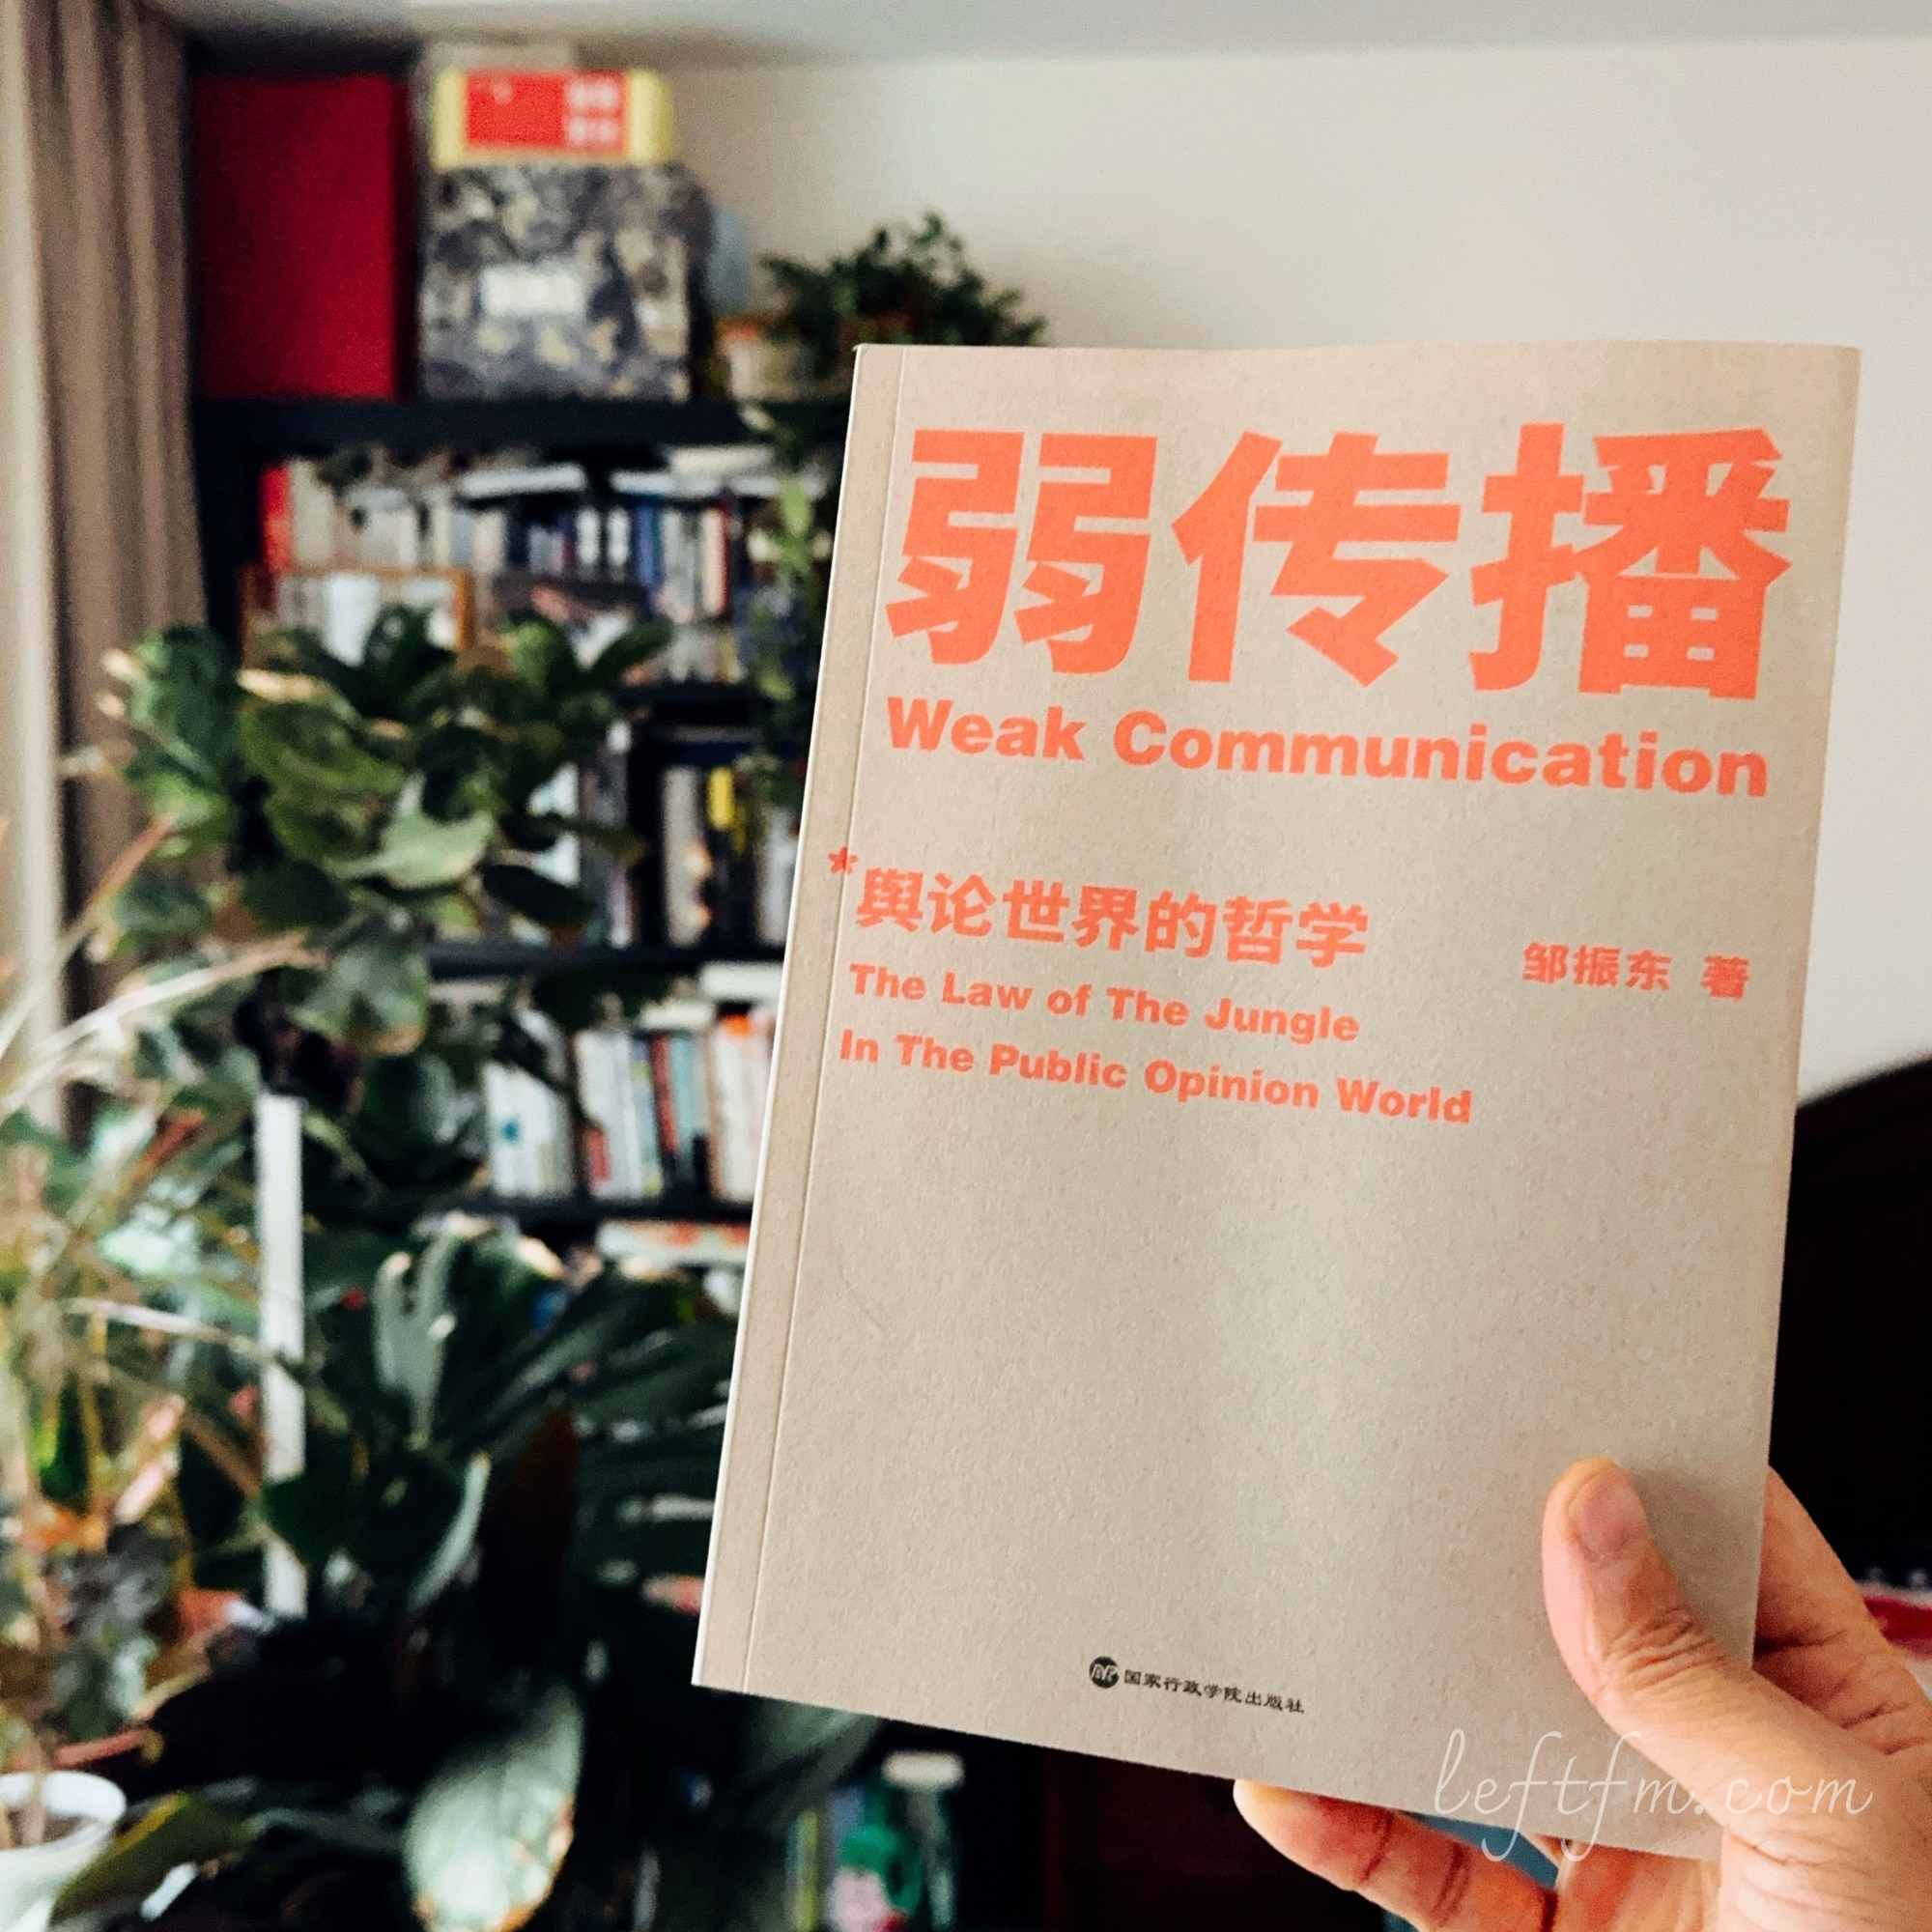 弱传播
Weak Communication
*舆论世界的哲学
邹振东 著
The Law of The Jungle
In The Public Opinion World
国家行政学院出版社
leftfm.com